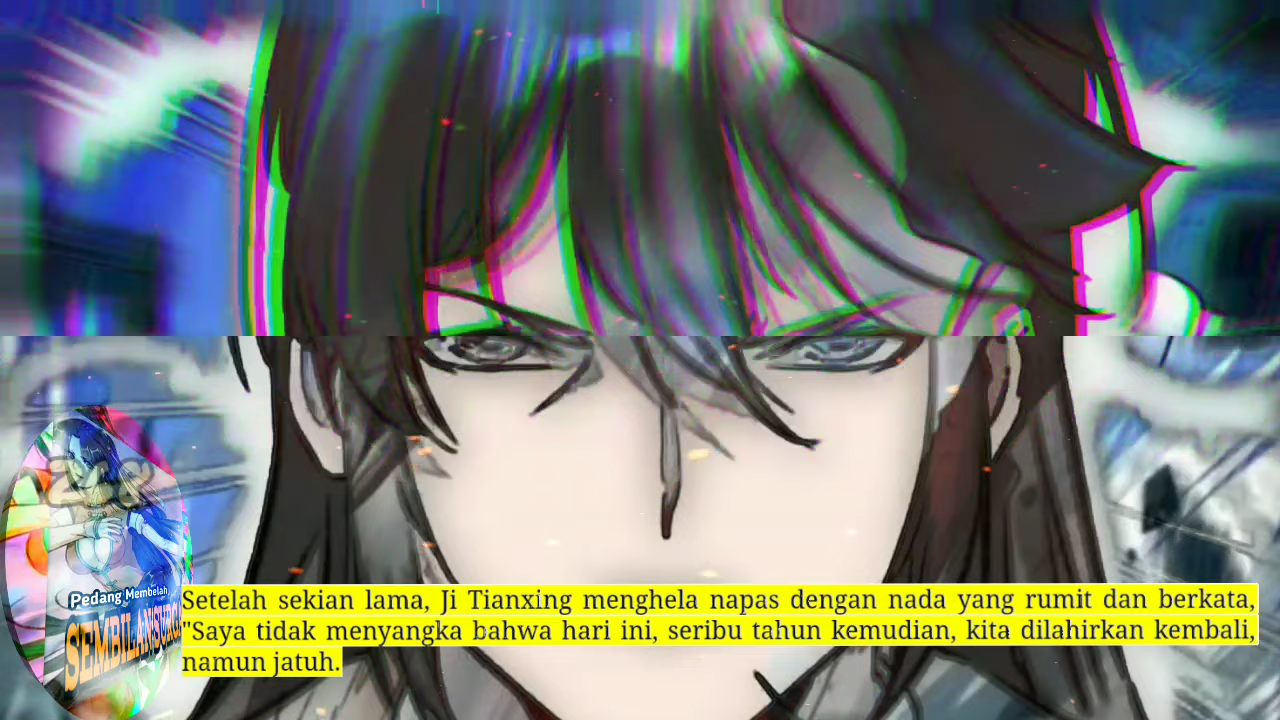 Pedang Membelah
SEMBILAN SURGA
Setelah sekian lama, Ji Tianxing menghela napas dengan nada yang rumit dan berkata,
"Saya tidak menyangka bahwa hari ini, seribu tahun kemudian, kita dilahirkan kembali,
namun jatuh.